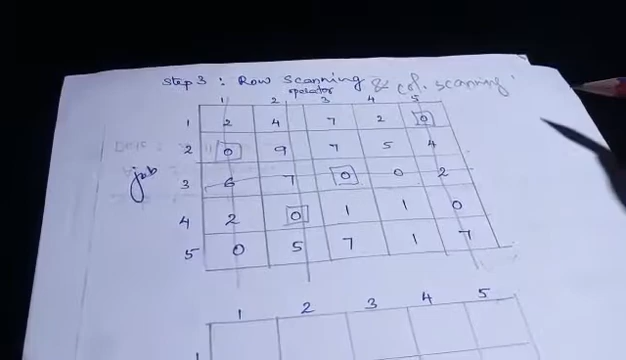 Step 3 : Row Scanning & col. scanning
operator
1 2 3 4 5
1 2 4 7 2 0
2 0 9 7 5 4
job
3 6 7 0 0 2
4 2 0 1 1 0
5 0 5 7 1 7
1 2 3 4 5
1